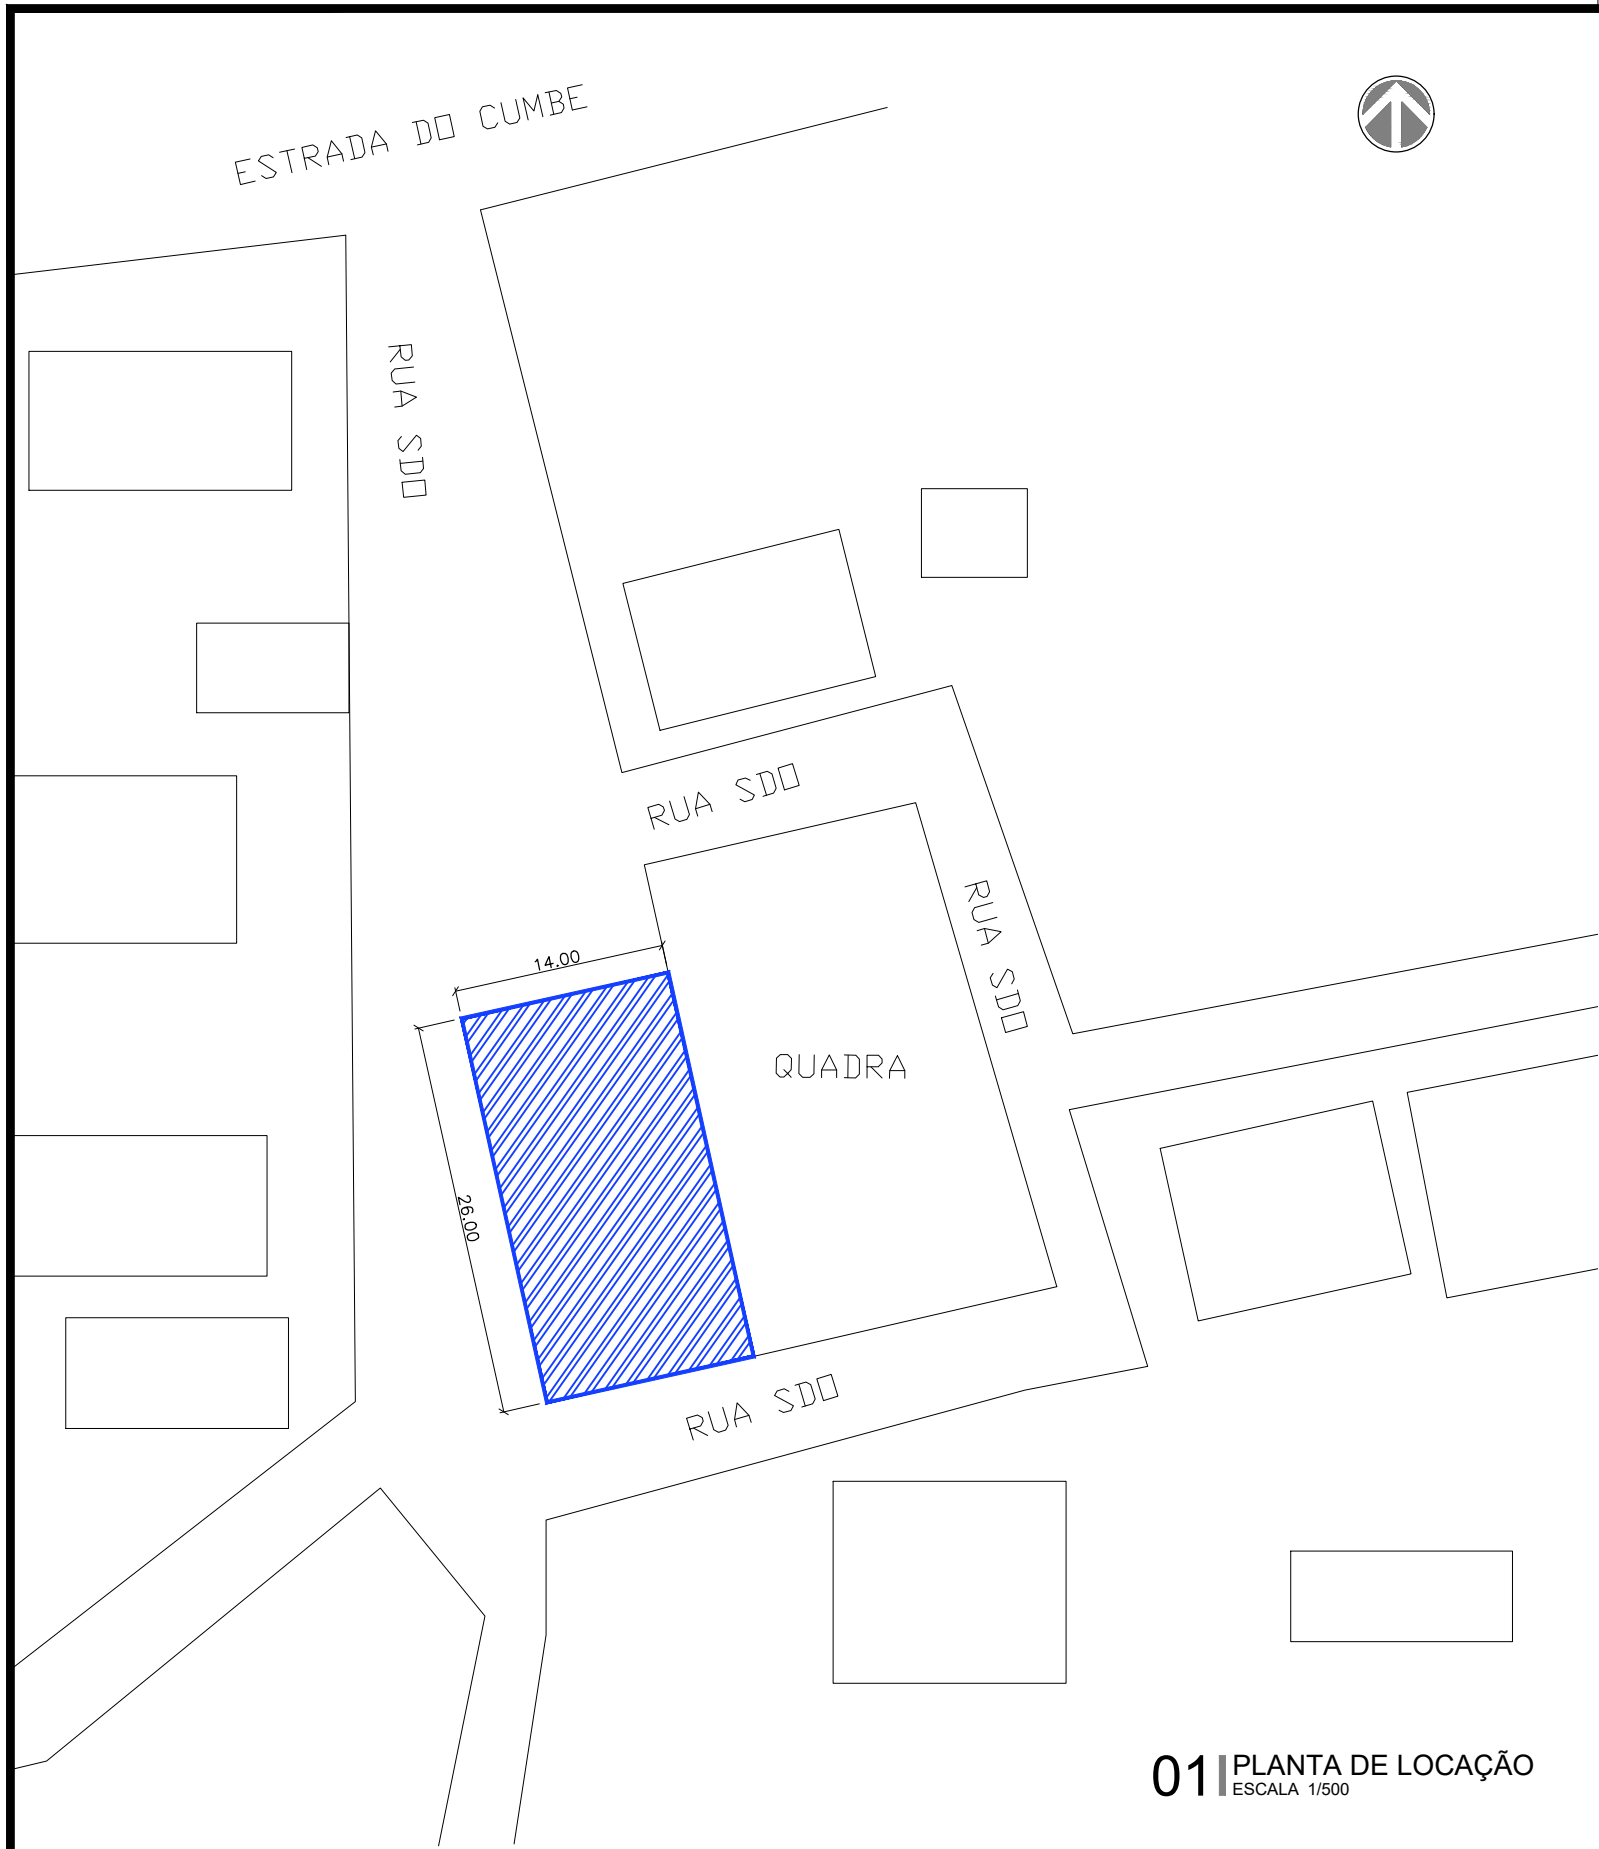 ESTRADA DO CUMBE
RUA SDO
RUA SDO
RUA SDO
14.00
QUADRA
26.00
RUA SDO
01
PLANTA DE LOCAÇÃO
ESCALA 1/500